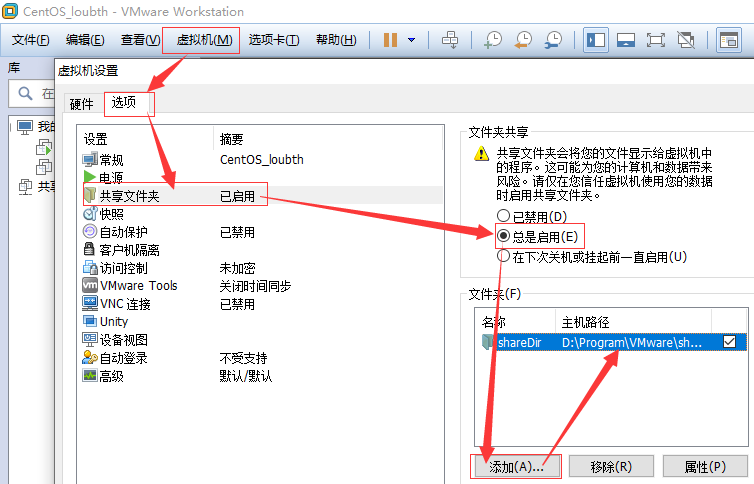 CentOS_loubth - VMware Workstation
文件(F) 编辑(E) 查看(V) 虚拟机(M) 选项卡(T) 帮助(H)
库
虚拟机设置
在
硬件 选项
我的
共享
设置 摘要
常规 CentOS_loubth
电源
共享文件夹 已启用
快照
自动保护 已禁用
客户机隔离
访问控制 未加密
VMware Tools 关闭时间同步
VNC 连接 已禁用
Unity
设备视图
自动登录 不受支持
高级 默认/默认
文件夹共享
共享文件夹会将您的文件显示给虚拟机中
的程序。这可能为您的计算机和数据带来
风险。请仅在您信任虚拟机使用您的数据
时启用共享文件夹。
已禁用(D)
总是启用(E)
在下次关机或挂起前一直启用(U)
文件夹(F)
名称 主机路径
shareDir D:\Program\VMware\sh...
添加(A)... 移除(R) 属性(P)